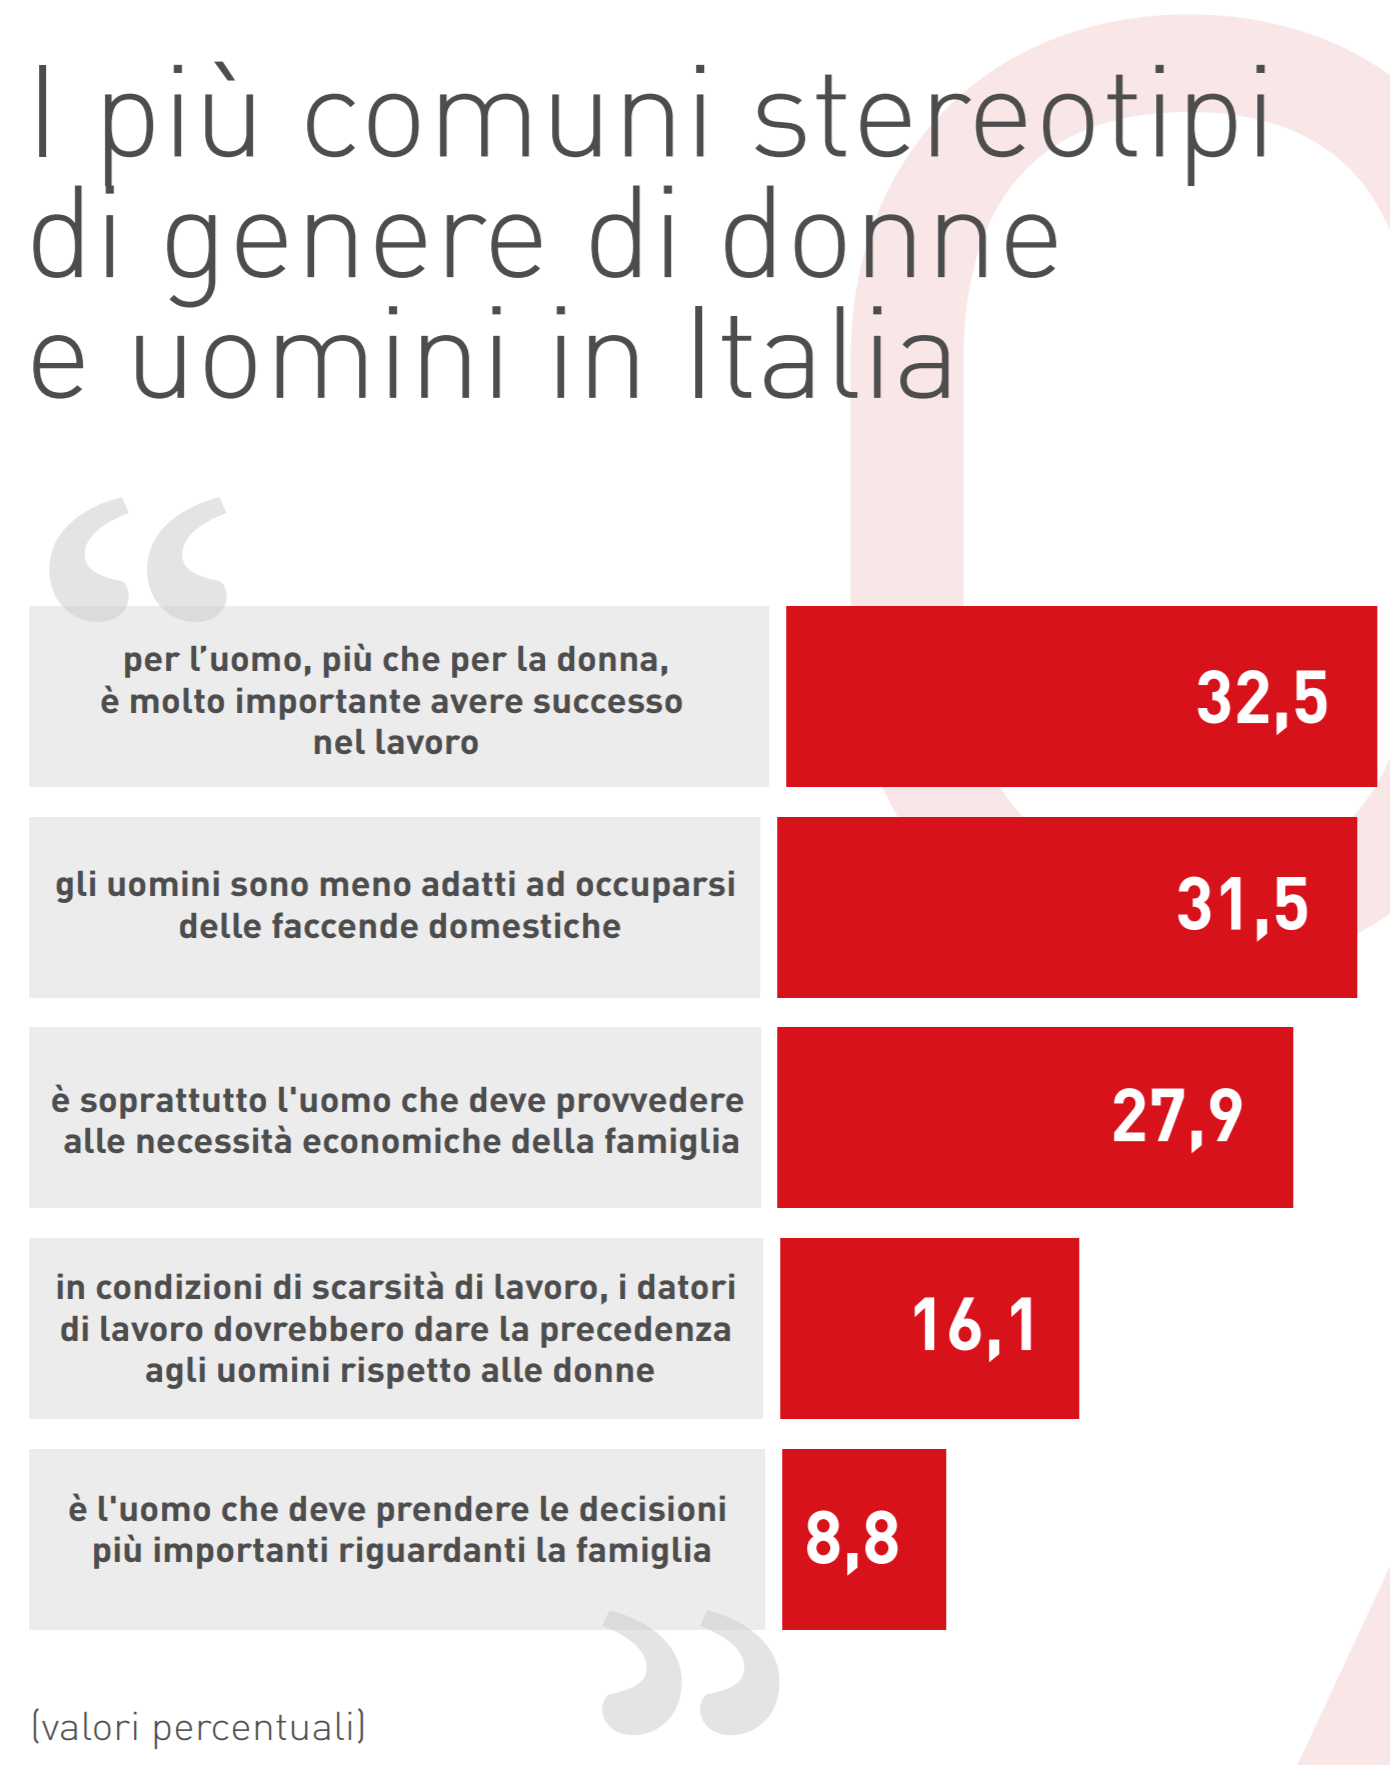 I più comuni stereotipi
di genere di donne
e uomini in Italia
“
per l’uomo, più che per la donna,
è molto importante avere successo
nel lavoro
32,5
gli uomini sono meno adatti ad occuparsi
delle faccende domestiche
31,5
è soprattutto l'uomo che deve provvedere
alle necessità economiche della famiglia
27,9
in condizioni di scarsità di lavoro, i datori
di lavoro dovrebbero dare la precedenza
agli uomini rispetto alle donne
16,1
è l'uomo che deve prendere le decisioni
più importanti riguardanti la famiglia
8,8
”
(valori percentuali)